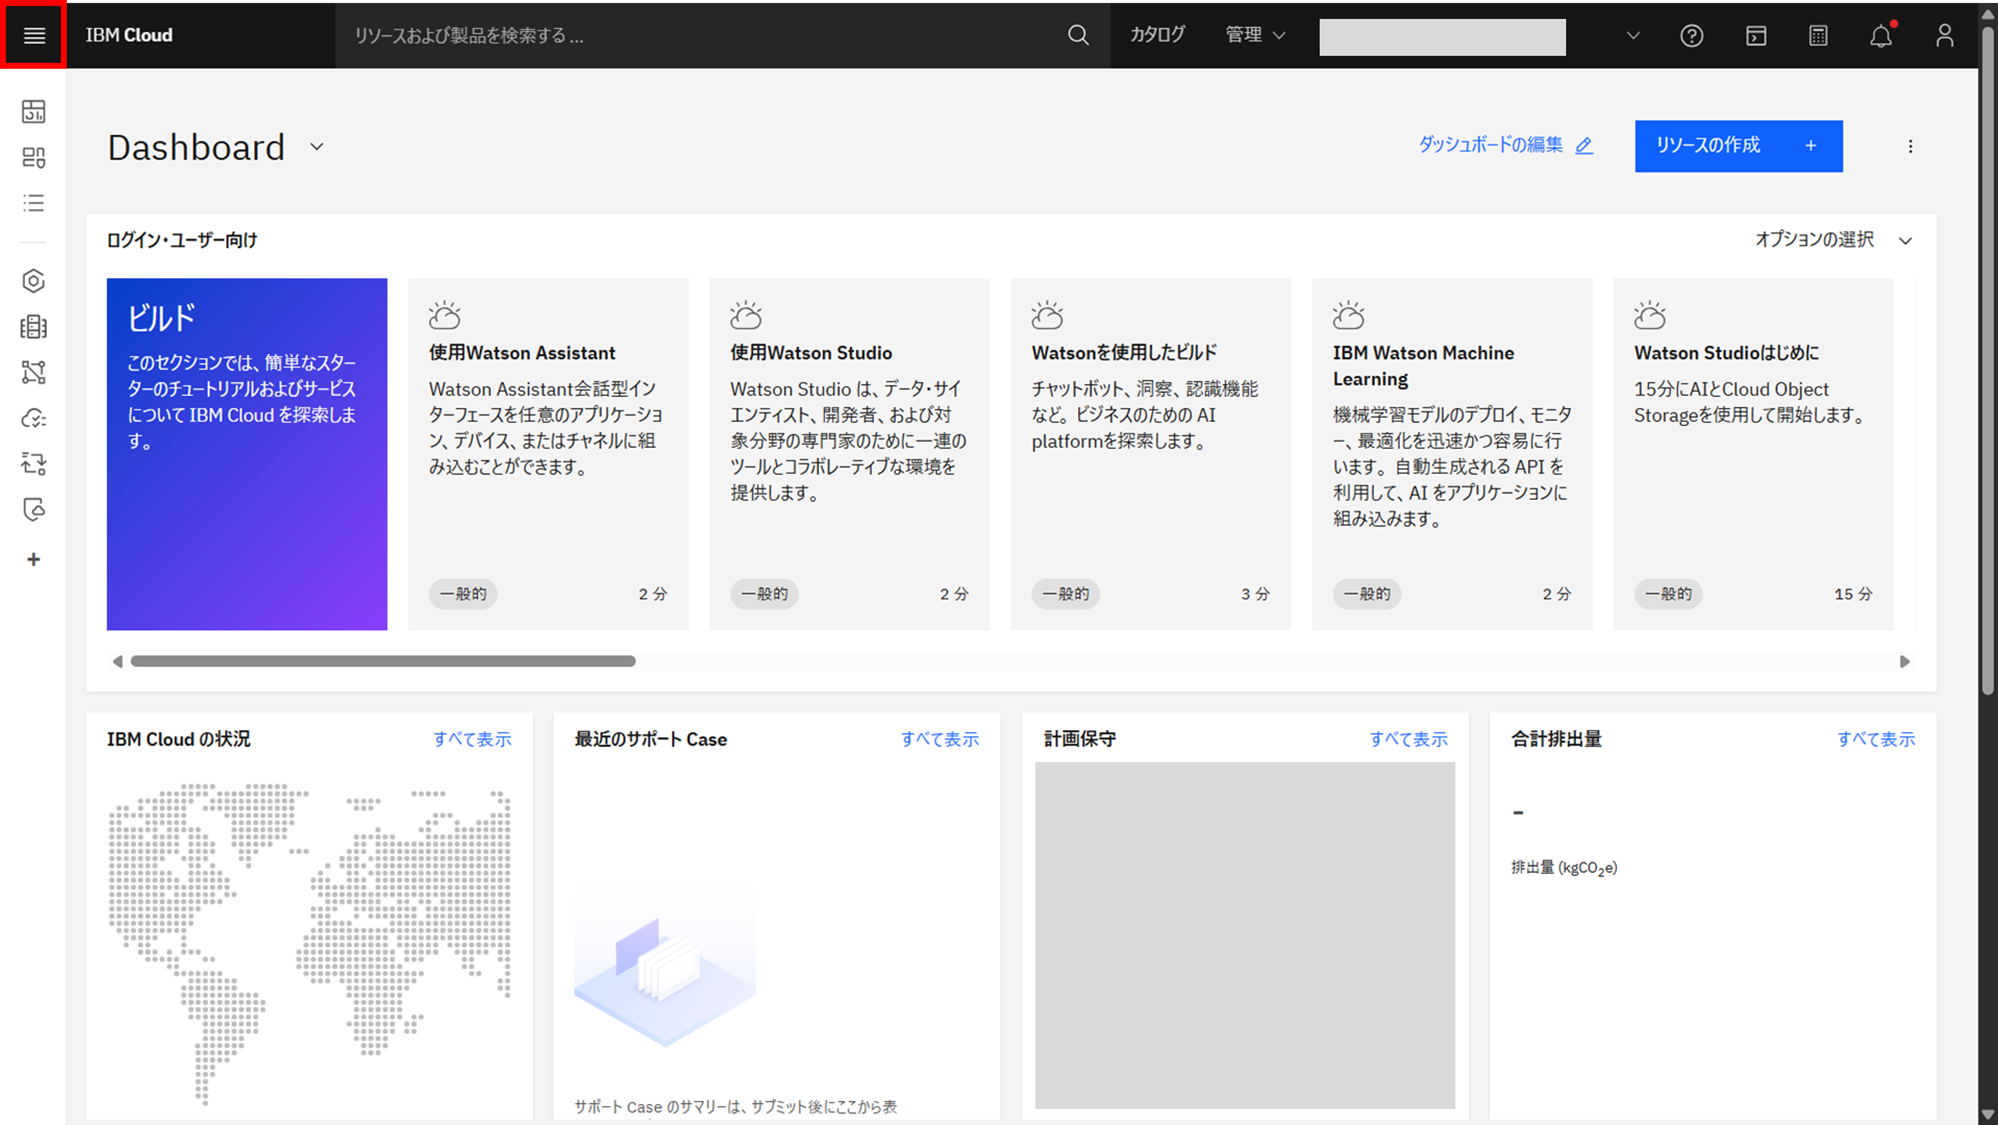 IBM Cloud
リソースおよび製品を検索する ...
カタログ
管理
Dashboard
ダッシュボードの編集
リソースの作成 +
ログイン・ユーザー向け
オプションの選択
ビルド
このセクションでは、簡単なスター
ターのチュートリアルおよびサービス
について IBM Cloud を探索しま
す。
使用Watson Assistant
Watson Assistant会話型イン
ターフェースを任意のアプリケーショ
ン、デバイス、またはチャネルに組
み込むことができます。
一般的
2 分
使用Watson Studio
Watson Studio は、データ・サイ
エンティスト、開発者、および対
象分野の専門家のために一連の
ツールとコラボレーティブな環境を
提供します。
一般的
2 分
Watsonを使用したビルド
チャットボット、洞察、認識機能
など。ビジネスのための AI
platformを探索します。
一般的
3 分
IBM Watson Machine
Learning
機械学習モデルのデプロイ、モニタ
ー、最適化を迅速かつ容易に行
います。自動生成される API を
利用して、AI をアプリケーションに
組み込みます。
一般的
2 分
Watson Studioはじめに
15分にAIとCloud Object
Storageを使用して開始します。
一般的
15 分
IBM Cloud の状況
すべて表示
最近のサポート Case
すべて表示
サポート Case のサマリーは、サブミット後にここから表
計画保守
すべて表示
合計排出量
すべて表示
-
排出量 (kgCO₂e)